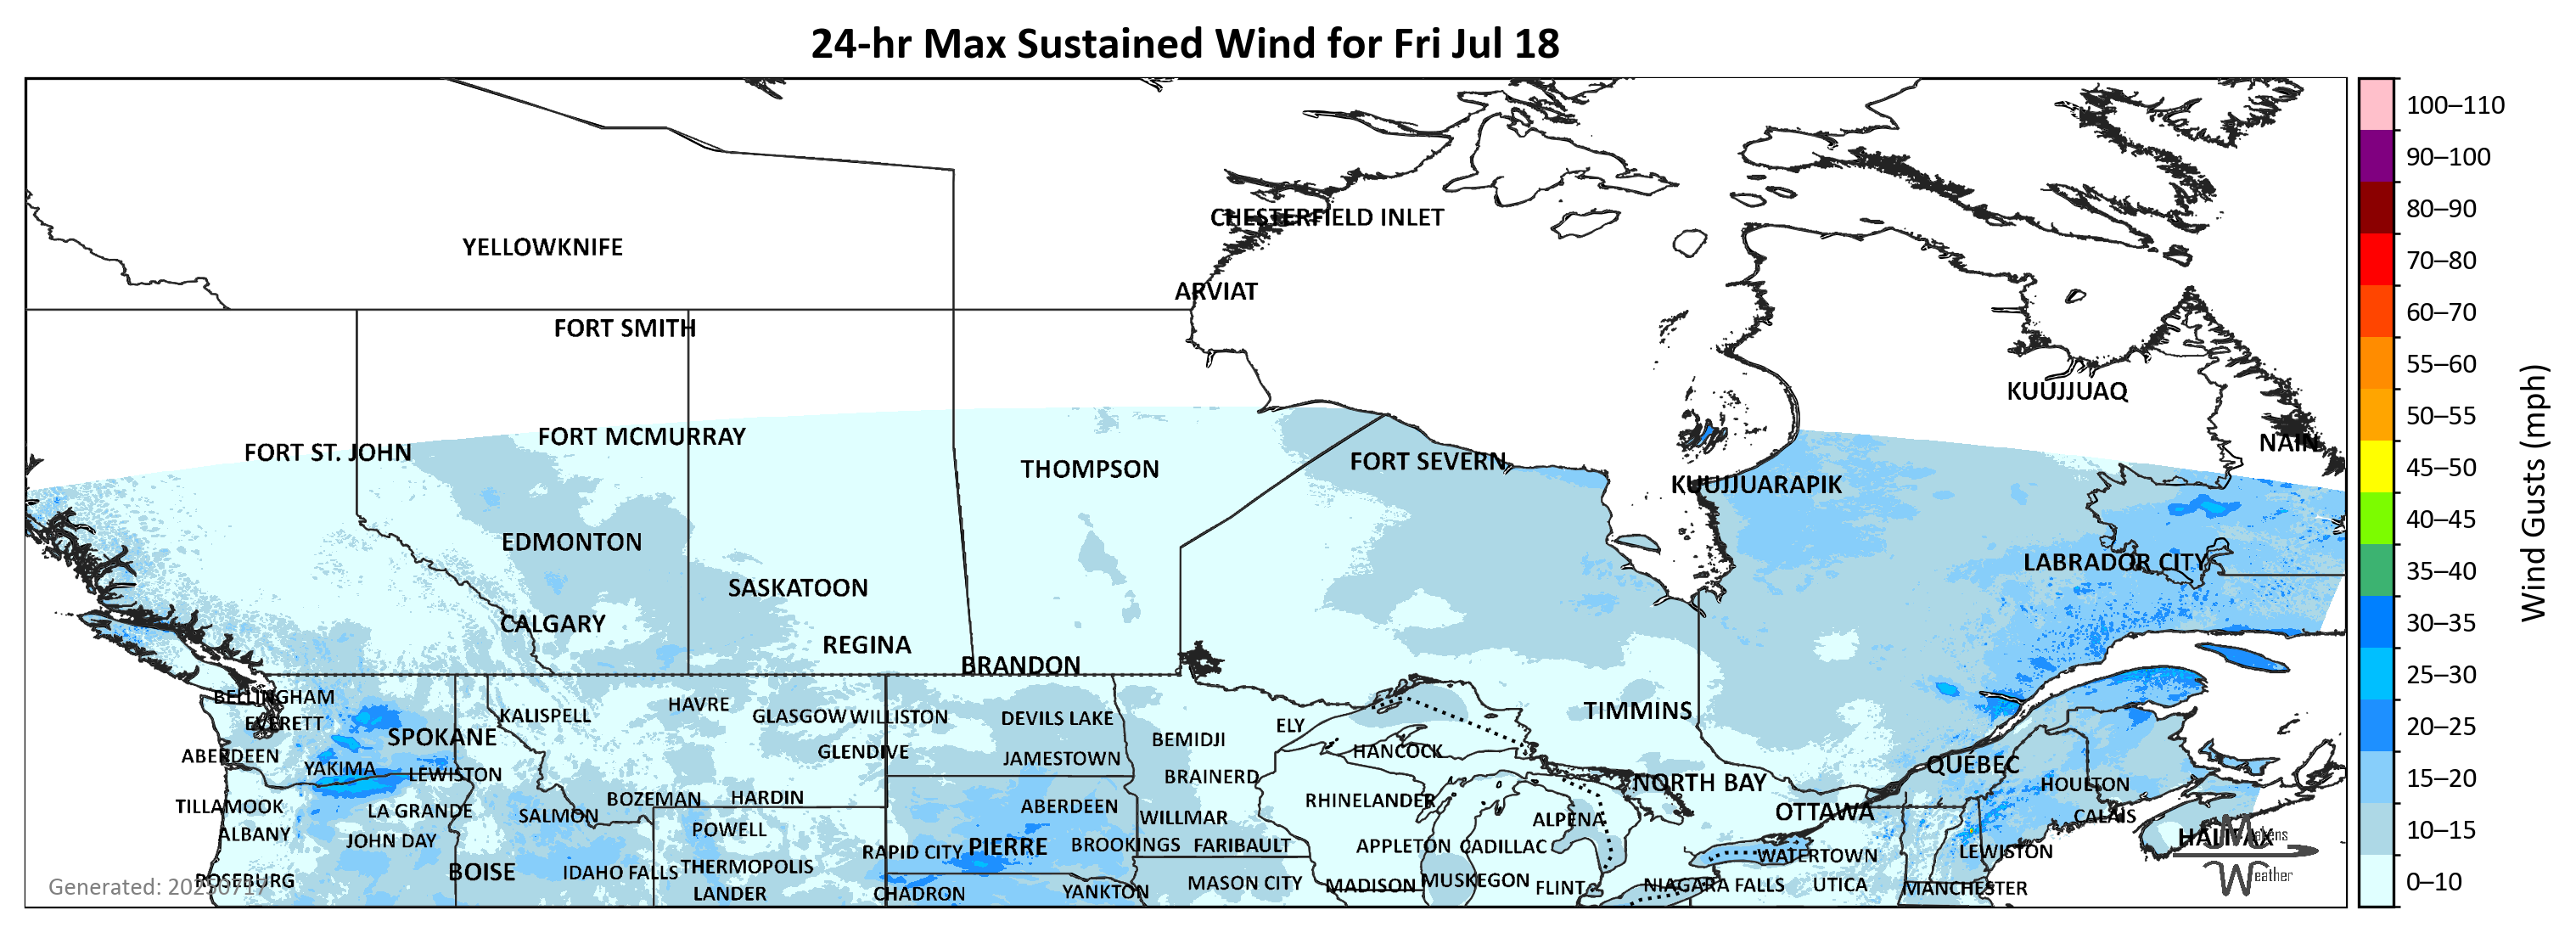 24-hr Max Sustained Wind for Fri Jul 18
100–110
90–100
80–90
70–80
60–70
55–60
50–55
45–50
40–45
35–40
30–35
25–30
20–25
15–20
10–15
0–10
Wind Gusts (mph)
CHESTERFIELD INLET
YELLOWKNIFE
ARVIAT
FORT SMITH
KUUJJUAQ
FORT MCMURRAY
NAIN
FORT ST. JOHN
FORT SEVERN
THOMPSON
KUUJJUARAPIK
EDMONTON
LABRADOR CITY
SASKATOON
CALGARY
REGINA
BRANDON
BELLINGHAM
HAVRE
TIMMINS
KALISPELL
GLASGOW
WILLISTON
DEVILS LAKE
EVERETT
ELY
SPOKANE
BEMIDJI
GLENDIVE
HANCOCK
ABERDEEN
JAMESTOWN
QUÉBEC
YAKIMA
LEWISTON
BRAINERD
NORTH BAY
HOULTON
BOZEMAN
HARDIN
RHINELANDER
TILLAMOOK
ABERDEEN
LA GRANDE
OTTAWA
SALMON
CALAIS
WILLMAR
ALPENA
POWELL
ALBANY
HALIFAX
JOHN DAY
PIERRE
BROOKINGS
FARIBAULT
APPLETON
CADILLAC
RAPID CITY
LEWISTON
WATERTOWN
THERMOPOLIS
BOISE
IDAHO FALLS
ROSEBURG
MUSKEGON
MASON CITY
MADISON
NIAGARA FALLS
UTICA
FLINT
MANCHESTER
YANKTON
LANDER
CHADRON
Generated: 20250717
Makens
Weather